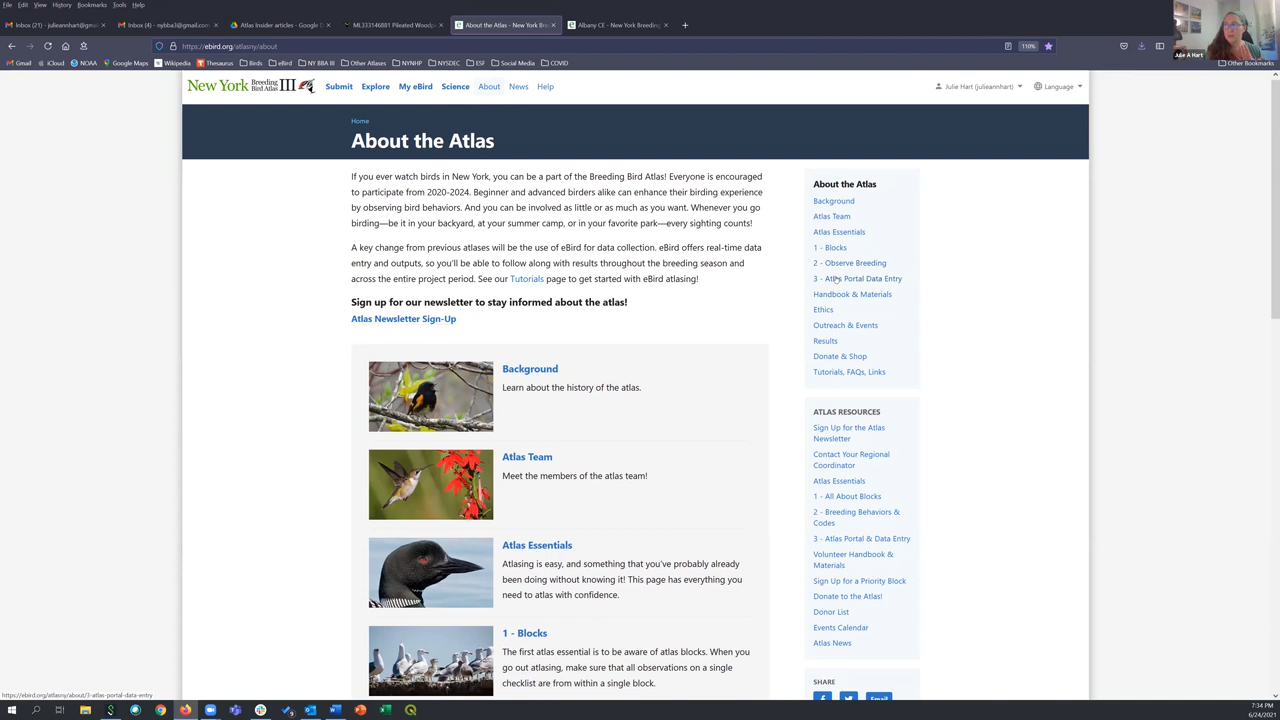 File Edit View History Bookmarks Tools Help
Inbox (21) - julieannhart@gmai
Inbox (4) - nybba3@gmail.com
Atlas Insider articles - Google D
ML333146881 Pileated Woodp
About the Atlas - New York Bre
Albany CE - New York Breeding
https://ebird.org/atlasny/about
110%
Gmail iCloud NOAA Google Maps Wikipedia Thesaurus Birds eBird Other Atlases NY BBA III NYNHP NYSDEC ESF Social Media COVID
Other Bookmarks
Julie A Hart
New York Breeding Bird Atlas III
Submit Explore My eBird Science About News Help
Julie Hart (julieannhart) Language
Home
About the Atlas
If you ever watch birds in New York, you can be a part of the Breeding Bird Atlas! Everyone is encouraged
to participate from 2020-2024. Beginner and advanced birders alike can enhance their birding experience
by observing bird behaviors. And you can be involved as little or as much as you want. Whenever you go
birding—be it in your backyard, at your summer camp, or in your favorite park—every sighting counts!
A key change from previous atlases will be the use of eBird for data collection. eBird offers real-time data
entry and outputs, so you'll be able to follow along with results throughout the breeding season and
across the entire project period. See our Tutorials page to get started with eBird atlasing!
Sign up for our newsletter to stay informed about the atlas!
Atlas Newsletter Sign-Up
Background
Learn about the history of the atlas.
Atlas Team
Meet the members of the atlas team!
Atlas Essentials
Atlasing is easy, and something that you've probably already
been doing without knowing it! This page has everything you
need to atlas with confidence.
1 - Blocks
The first atlas essential is to be aware of atlas blocks. When you
go out atlasing, make sure that all observations on a single
checklist are from within a single block.
About the Atlas
Background
Atlas Team
Atlas Essentials
1 - Blocks
2 - Observe Breeding
3 - Atlas Portal Data Entry
Handbook & Materials
Ethics
Outreach & Events
Results
Donate & Shop
Tutorials, FAQs, Links
ATLAS RESOURCES
Sign Up for the Atlas
Newsletter
Contact Your Regional
Coordinator
Atlas Essentials
1 - All About Blocks
2 - Breeding Behaviors &
Codes
3 - Atlas Portal & Data Entry
Volunteer Handbook &
Materials
Sign Up for a Priority Block
Donate to the Atlas!
Donor List
Events Calendar
Atlas News
SHARE
Email
https://ebird.org/atlasny/about/3-atlas-portal-data-entry
7:34 PM
6/24/2021